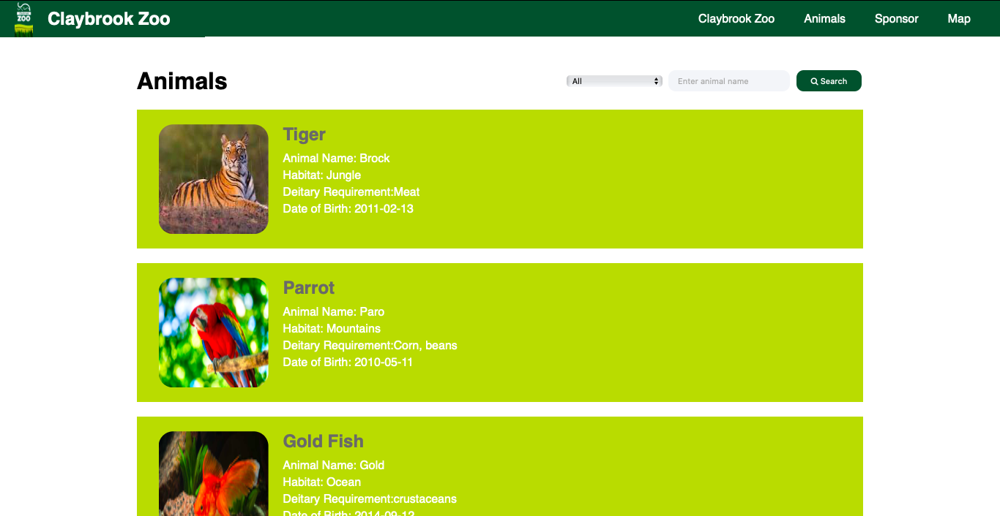 ZOO
Claybrook Zoo
Claybrook Zoo
Animals
Sponsor
Map
Animals
All
Enter animal name
Search
Tiger
Animal Name: Brock
Habitat: Jungle
Deitary Requirement:Meat
Date of Birth: 2011-02-13
Parrot
Animal Name: Paro
Habitat: Mountains
Deitary Requirement:Corn, beans
Date of Birth: 2010-05-11
Gold Fish
Animal Name: Gold
Habitat: Ocean
Deitary Requirement:crustaceans
Date of Birth: 2014-09-12